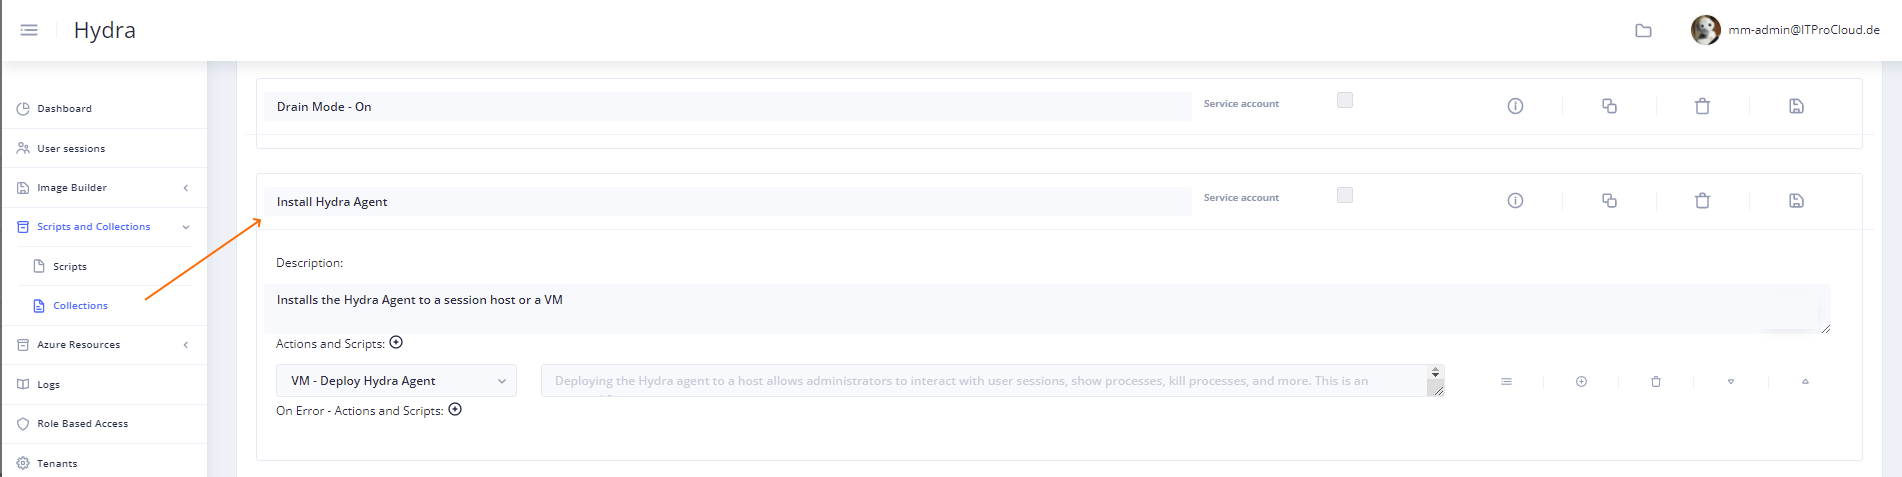 Hydra
mm-admin@ITProCloud.de
Dashboard
User sessions
Image Builder
Scripts and Collections
Scripts
Collections
Azure Resources
Logs
Role Based Access
Tenants
Drain Mode - On
Service account
Install Hydra Agent
Service account
Description:
Installs the Hydra Agent to a session host or a VM
Actions and Scripts:
VM - Deploy Hydra Agent
Deploying the Hydra agent to a host allows administrators to interact with user sessions, show processes, kill processes, and more. This is an
On Error - Actions and Scripts: